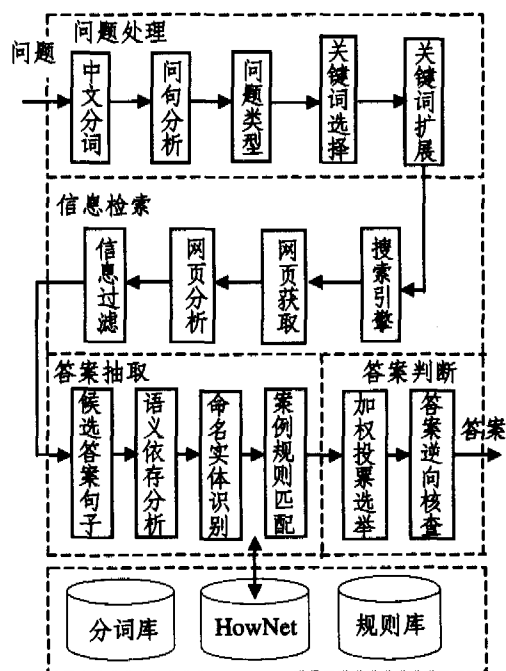 问题处理
问题
中文分词
问句分析
问题类型
关键词选择
关键词扩展
信息检索
信息过滤
网页分析
网页获取
搜索引擎
答案抽取
答案判断
候选答案句子
语义依存分析
命名实体识别
案例规则匹配
加权投票选举
答案逆向核查
答案
分词库
HowNet
规则库